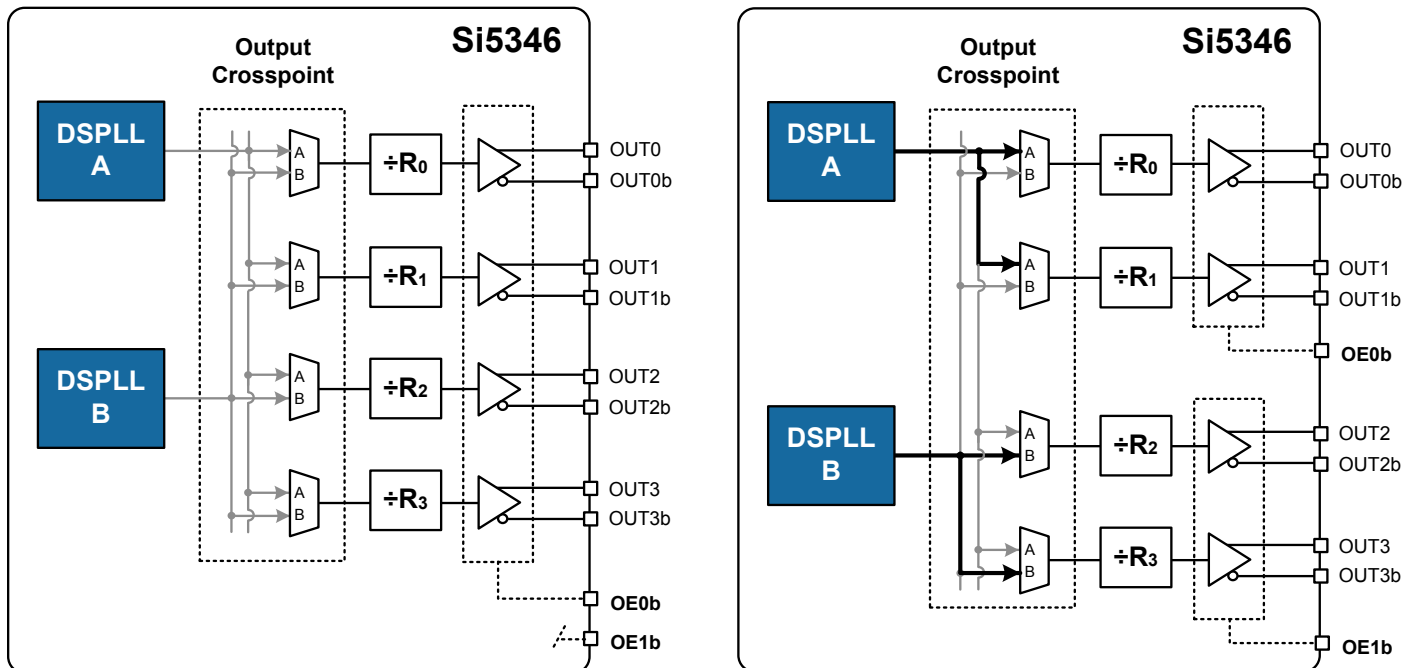 Si5346
Output
Crosspoint
DSPLL
A
A
B
÷R0
OUT0
OUT0b
A
B
÷R1
OUT1
OUT1b
DSPLL
B
A
B
÷R2
OUT2
OUT2b
A
B
÷R3
OUT3
OUT3b
OE0b
OE1b
Si5346
Output
Crosspoint
DSPLL
A
A
B
÷R0
OUT0
OUT0b
A
B
÷R1
OUT1
OUT1b
OE0b
DSPLL
B
A
B
÷R2
OUT2
OUT2b
A
B
÷R3
OUT3
OUT3b
OE1b